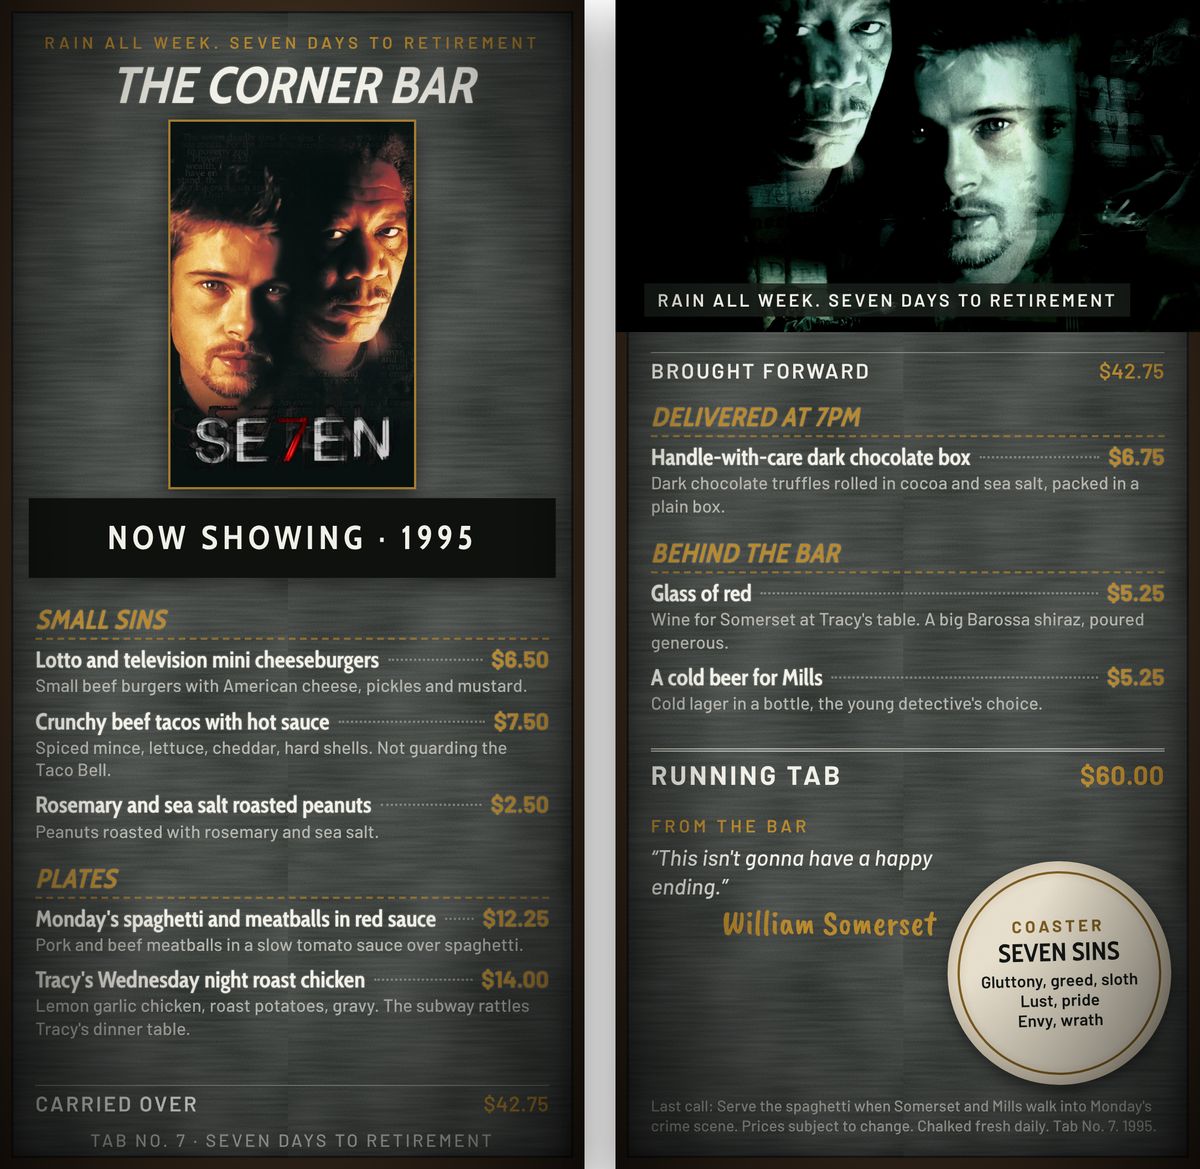 RAIN ALL WEEK. SEVEN DAYS TO RETIREMENT
THE CORNER BAR
SE7EN
NOW SHOWING · 1995
SMALL SINS
Lotto and television mini cheeseburgers $6.50
Small beef burgers with American cheese, pickles and mustard.
Crunchy beef tacos with hot sauce $7.50
Spiced mince, lettuce, cheddar, hard shells. Not guarding the
Taco Bell.
Rosemary and sea salt roasted peanuts $2.50
Peanuts roasted with rosemary and sea salt.
PLATES
Monday's spaghetti and meatballs in red sauce $12.25
Pork and beef meatballs in a slow tomato sauce over spaghetti.
Tracy's Wednesday night roast chicken $14.00
Lemon garlic chicken, roast potatoes, gravy. The subway rattles
Tracy's dinner table.
CARRIED OVER $42.75
TAB NO. 7 · SEVEN DAYS TO RETIREMENT
RAIN ALL WEEK. SEVEN DAYS TO RETIREMENT
BROUGHT FORWARD $42.75
DELIVERED AT 7PM
Handle-with-care dark chocolate box $6.75
Dark chocolate truffles rolled in cocoa and sea salt, packed in a
plain box.
BEHIND THE BAR
Glass of red $5.25
Wine for Somerset at Tracy's table. A big Barossa shiraz, poured
generous.
A cold beer for Mills $5.25
Cold lager in a bottle, the young detective's choice.
RUNNING TAB $60.00
FROM THE BAR
“This isn't gonna have a happy
ending.”
William Somerset
COASTER
SEVEN SINS
Gluttony, greed, sloth
Lust, pride
Envy, wrath
Last call: Serve the spaghetti when Somerset and Mills walk into Monday's
crime scene. Prices subject to change. Chalked fresh daily. Tab No. 7. 1995.